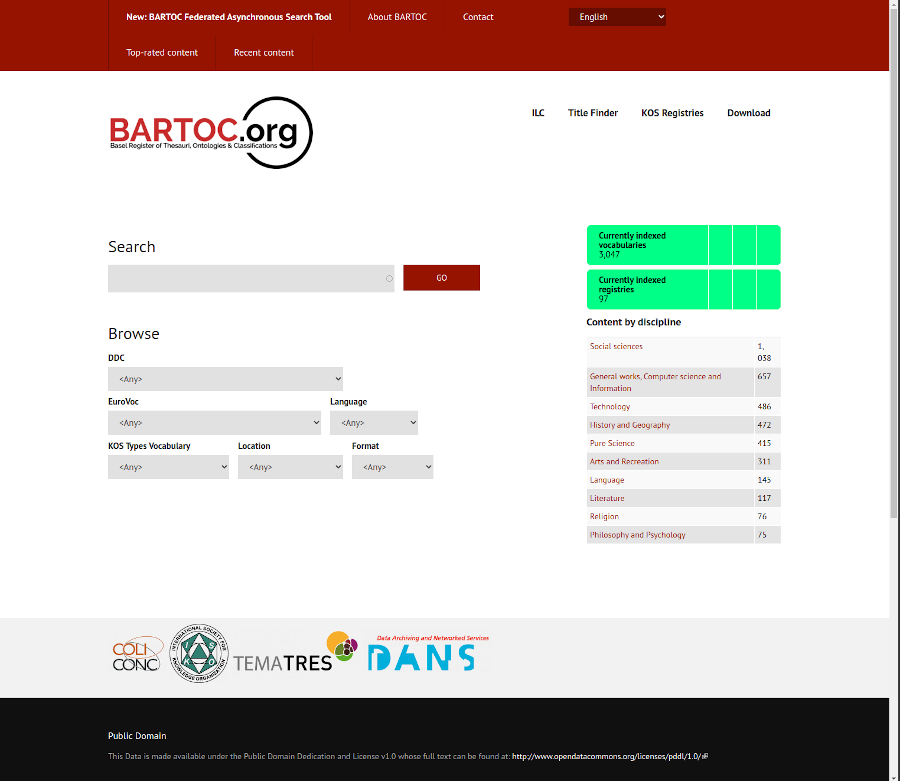 New: BARTOC Federated Asynchronous Search Tool
About BARTOC
Contact
English
Top-rated content
Recent content
BARTOC.org
Basel Register of Thesauri, Ontologies & Classifications
ILC
Title Finder
KOS Registries
Download
Search
GO
Browse
DDC
<Any>
EuroVoc
Language
<Any>
<Any>
KOS Types Vocabulary
Location
Format
<Any>
<Any>
<Any>
Currently indexed
vocabularies
3,047
Currently indexed
registries
97
Content by discipline
Social sciences
1,
038
General works, Computer science and
Information
657
Technology
486
History and Geography
472
Pure Science
415
Arts and Recreation
311
Language
145
Literature
117
Religion
76
Philosophy and Psychology
75
COLI
CONC
INTERNATIONAL SOCIETY FOR
KNOWLEDGE ORGANIZATION
I S
K O
TEMATRES
Data Archiving and Networked Services
DANS
Public Domain
This Data is made available under the Public Domain Dedication and License v1.0 whose full text can be found at: http://www.opendatacommons.org/licenses/pddl/1.0/